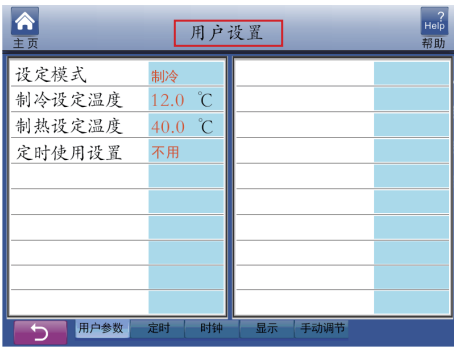 主页
用户设置
? Help
帮助
设定模式 制冷
制冷设定温度 12.0 ℃
制热设定温度 40.0 ℃
定时使用设置 不用
用户参数 定时 时钟 显示 手动调节